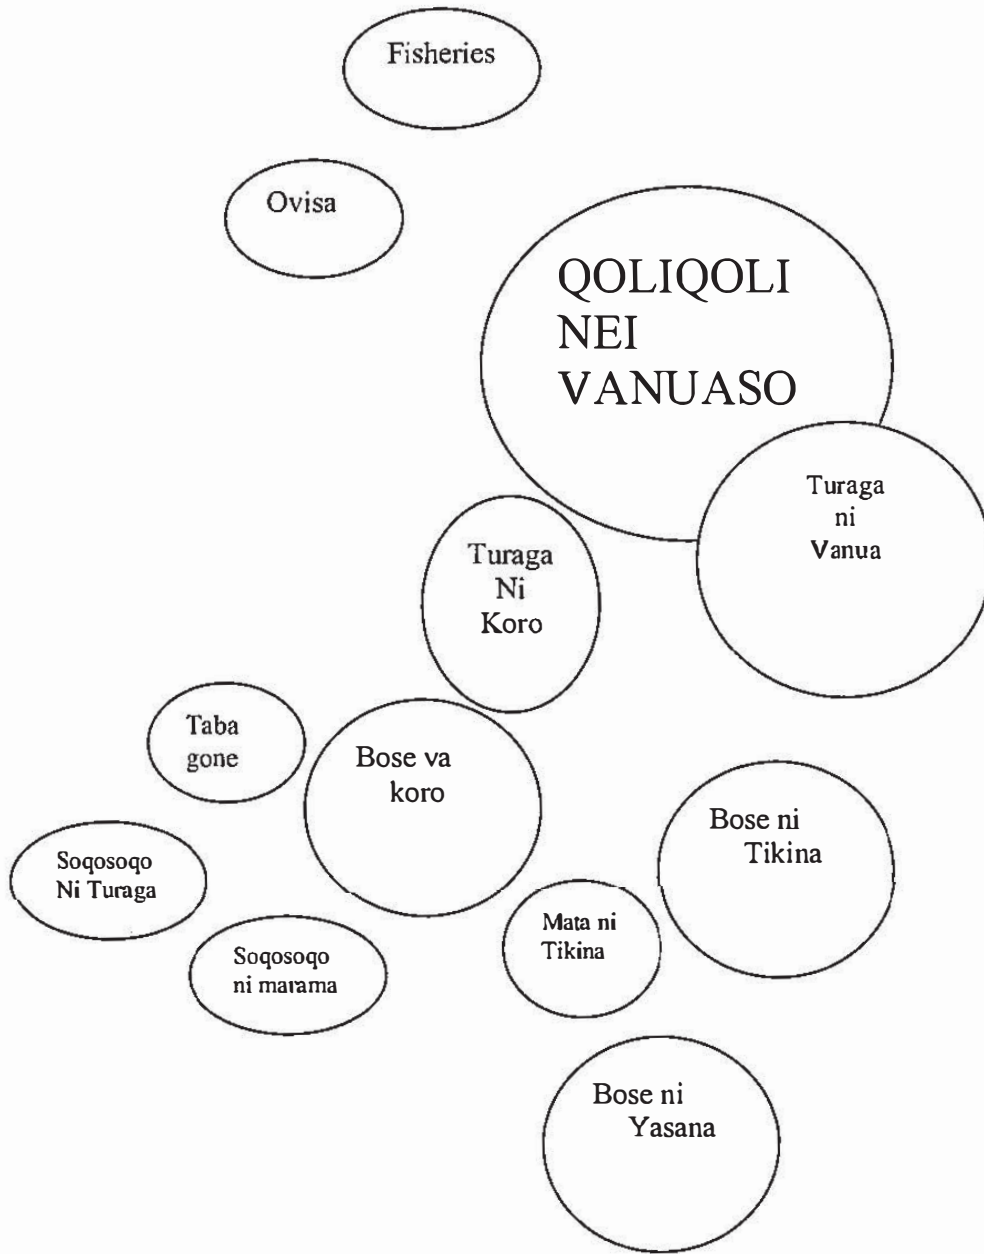 Fisheries
Ovisa
QOLIQOLI
NEI
VANUASO
Turaga
ni
Vanua
Turaga
Ni
Koro
Taba
gone
Bose va
koro
Bose ni
Tikina
Soqosoqo
Ni Turaga
Mata ni
Tikina
Soqosoqo
ni marama
Bose ni
Yasana